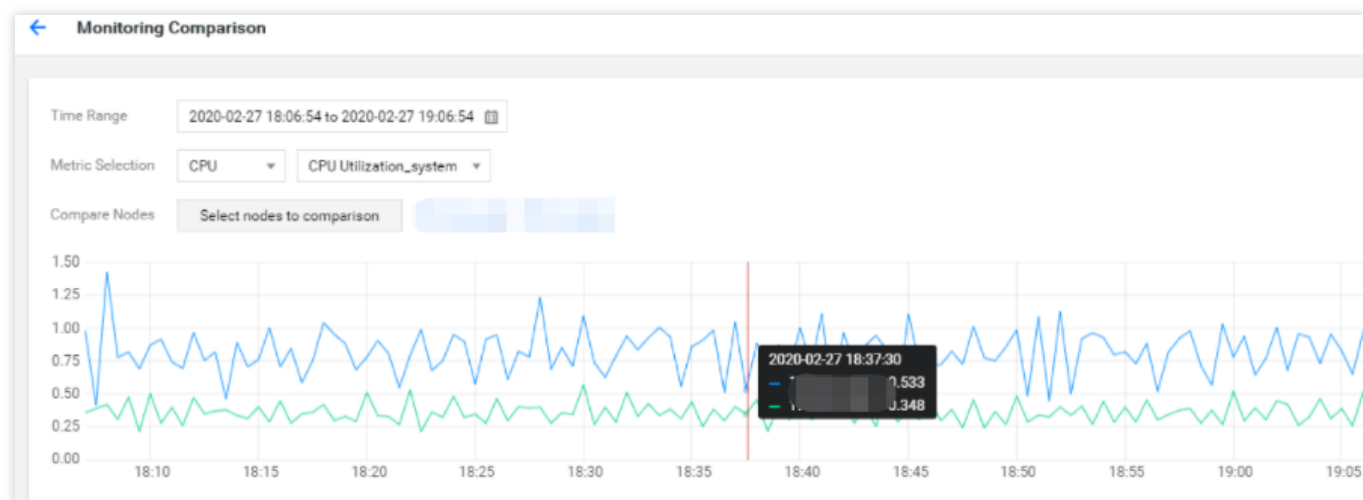 Monitoring Comparison
Time Range 2020-02-27 18:06:54 to 2020-02-27 19:06:54
Metric Selection CPU CPU Utilization_system
Compare Nodes Select nodes to comparison
1.50
1.25
1.00
0.75
0.50
0.25
0.00
2020-02-27 18:37:30
0.533
0.348
18:10 18:15 18:20 18:25 18:30 18:35 18:40 18:45 18:50 18:55 19:00 19:05